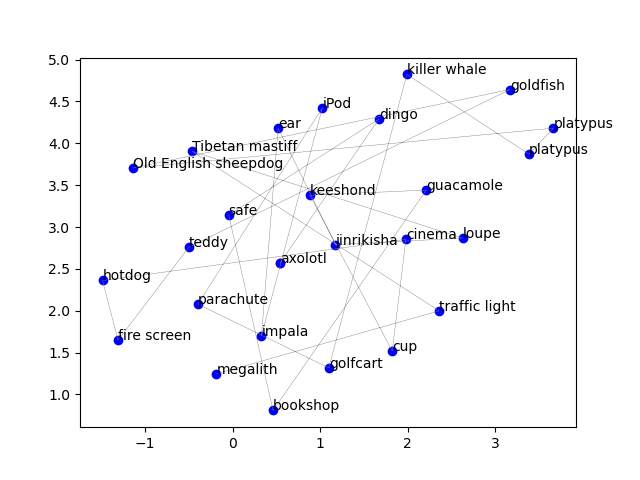 5.0
killer whale
goldfish
4.5
iPod
dingo
ear
platypus
4.0
Tibetan mastiff
platypus
Old English sheepdog
3.5
keeshond
guacamole
safe
3.0
teddy
jinrikisha
cinema
loupe
2.5
axolotl
hotdog
parachute
traffic light
2.0
fire screen
impala
1.5
cup
megalith
golfcart
1.0
bookshop
−1
0
1
2
3